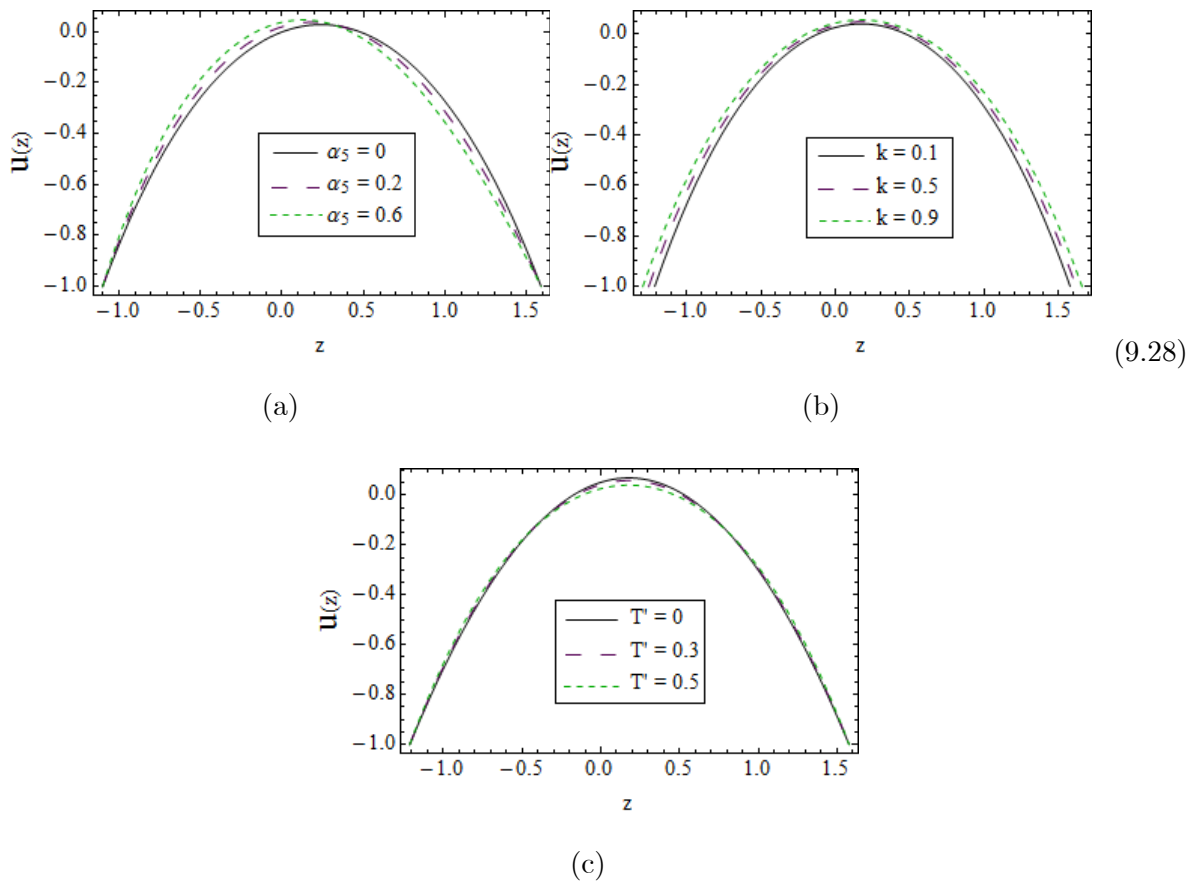 0.0
−0.2
−0.4
−0.6
−0.8
−1.0
u(z)
α5 = 0
α5 = 0.2
α5 = 0.6
−1.0 −0.5 0.0 0.5 1.0 1.5
z
(a)
0.0
−0.2
−0.4
−0.6
−0.8
−1.0
u(z)
k = 0.1
k = 0.5
k = 0.9
−1.0 −0.5 0.0 0.5 1.0 1.5
z
(b)
(9.28)
0.0
−0.2
−0.4
−0.6
−0.8
−1.0
u(z)
T' = 0
T' = 0.3
T' = 0.5
−1.0 −0.5 0.0 0.5 1.0 1.5
z
(c)